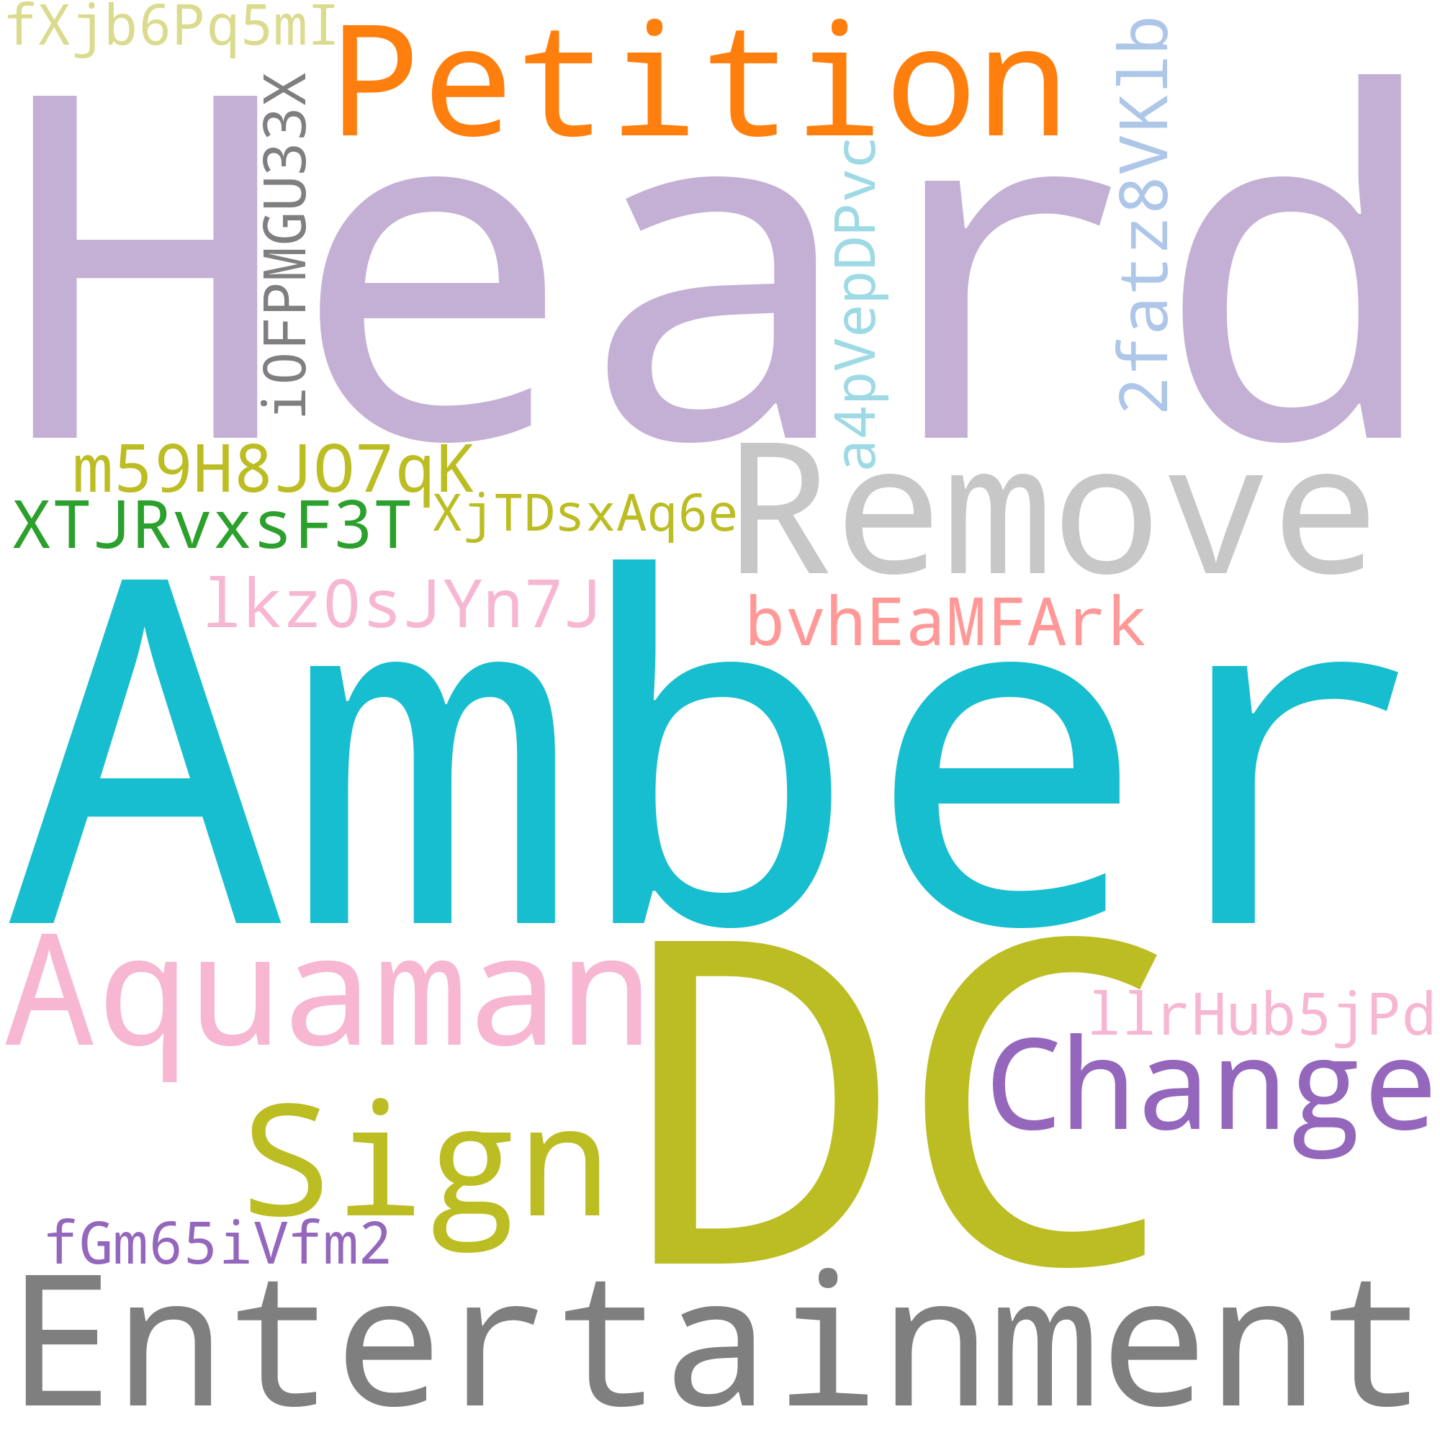 fXjb6Pq5mI
Petition
Heard
iOFPMGU33X
a4pVepDPvc
2fatz8VKlb
m59H8JO7qK
XTJRvxsF3T
XjTDsxAq6e
Remove
lkz0sJYn7J
bvhEaMFArk
Amber
Aquaman
DC
llrHub5jPd
Change
Sign
fGm65iVfm2
Entertainment